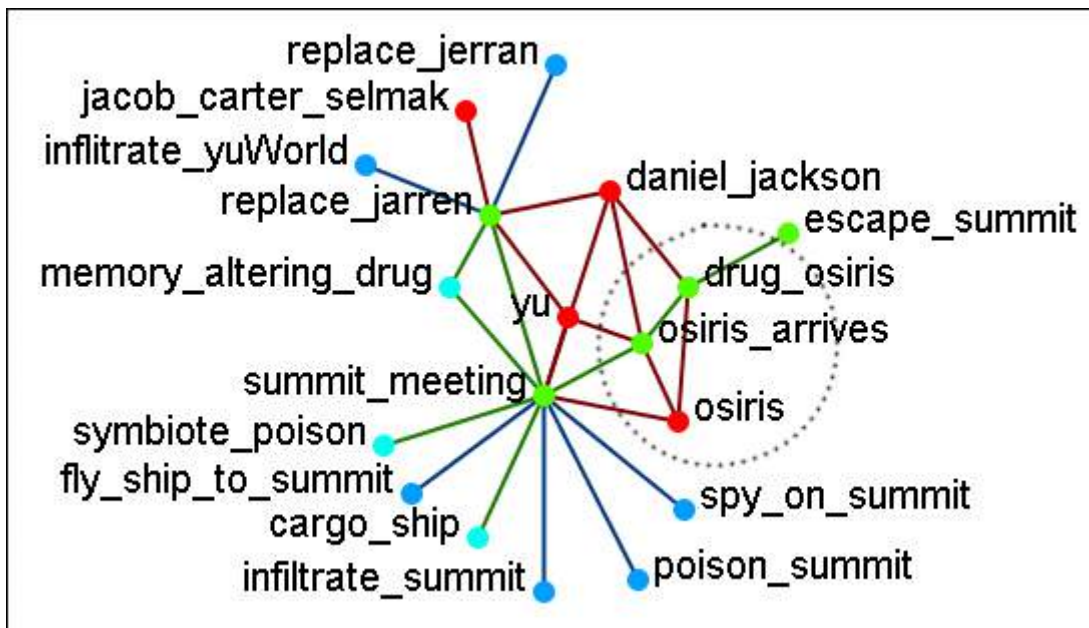 replace_jerran
jacob_carter_selmak
inflitrate_yuWorld
daniel_jackson
replace_jarren
escape_summit
memory_altering_drug
drug_osiris
yu
osiris_arrives
summit_meeting
osiris
symbiote_poison
fly_ship_to_summit
spy_on_summit
cargo_ship
infiltrate_summit
poison_summit